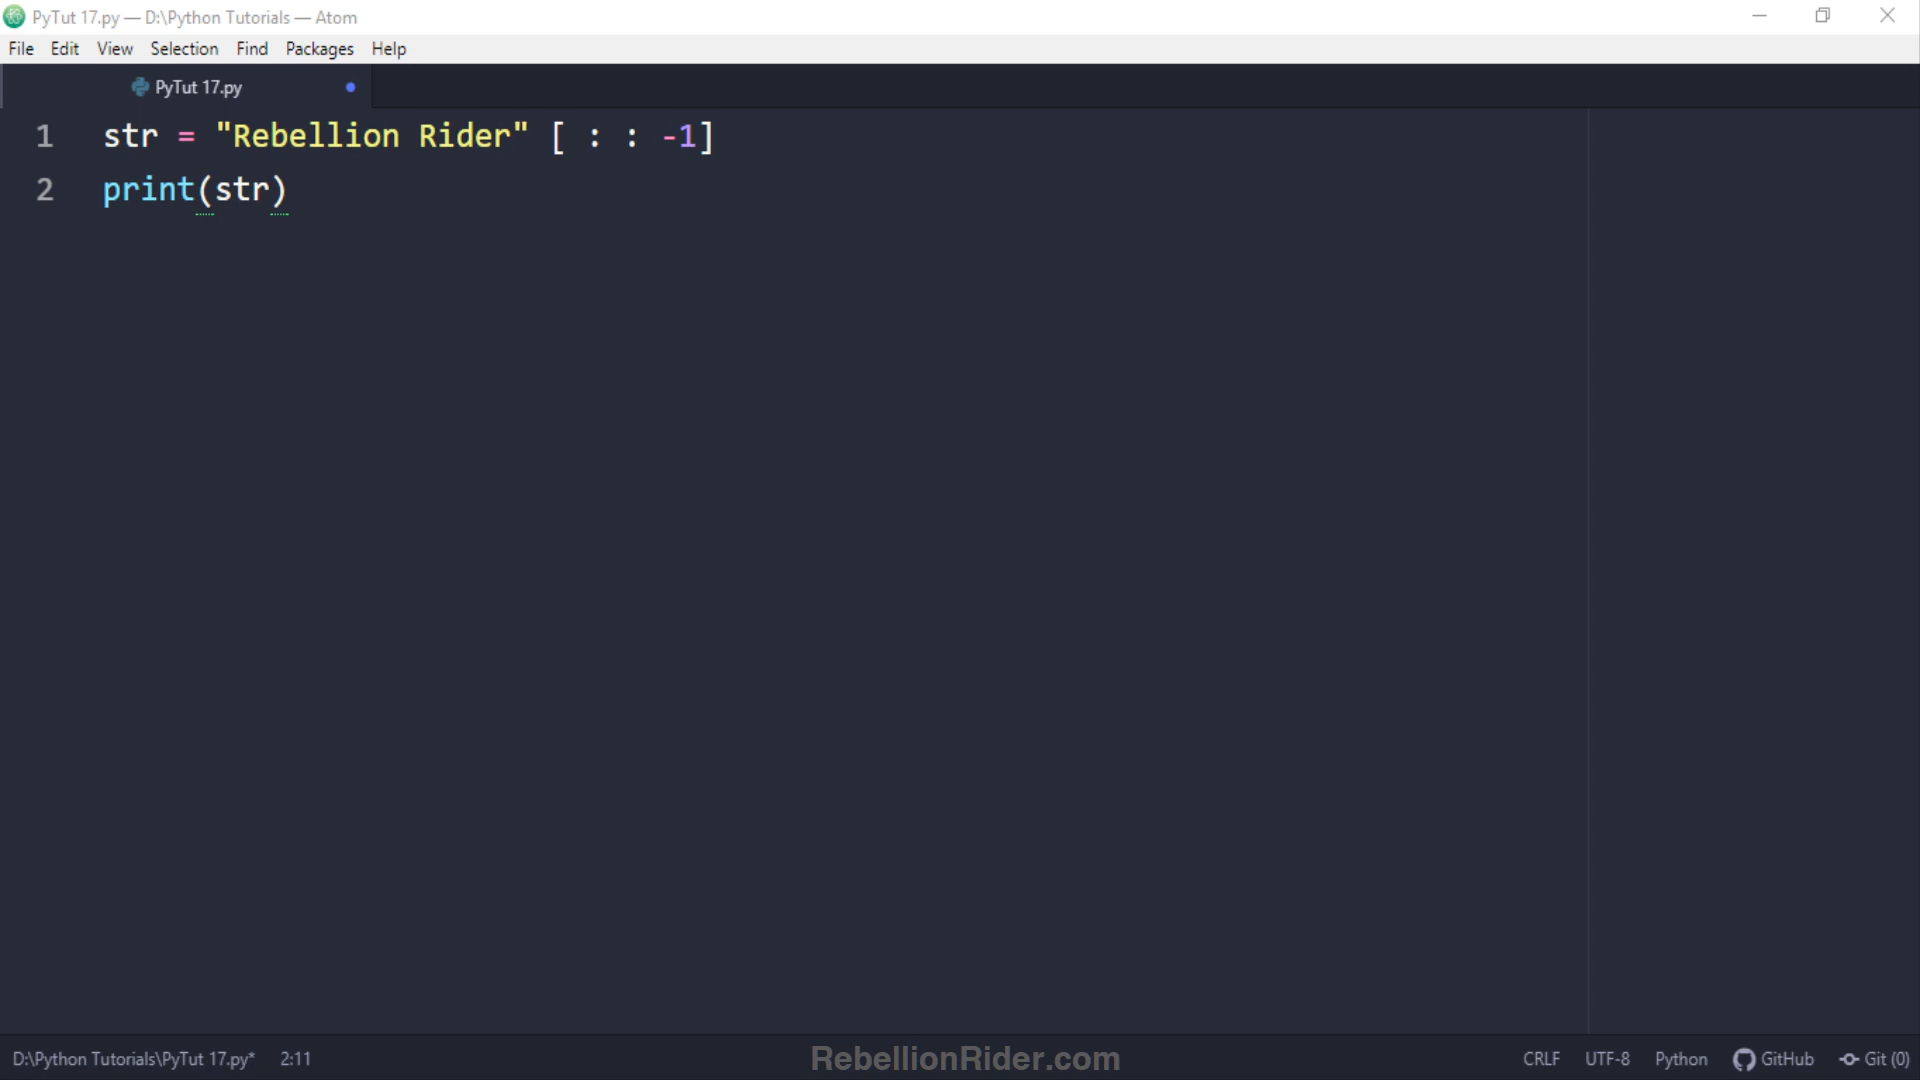 PyTut 17.py — D:\Python Tutorials — Atom
File Edit View Selection Find Packages Help
PyTut 17.py
1 str = "Rebellion Rider" [ : : -1]
2 print(str)
D:\Python Tutorials\PyTut 17.py* 2:11 RebellionRider.com CRLF UTF-8 Python GitHub Git (0)